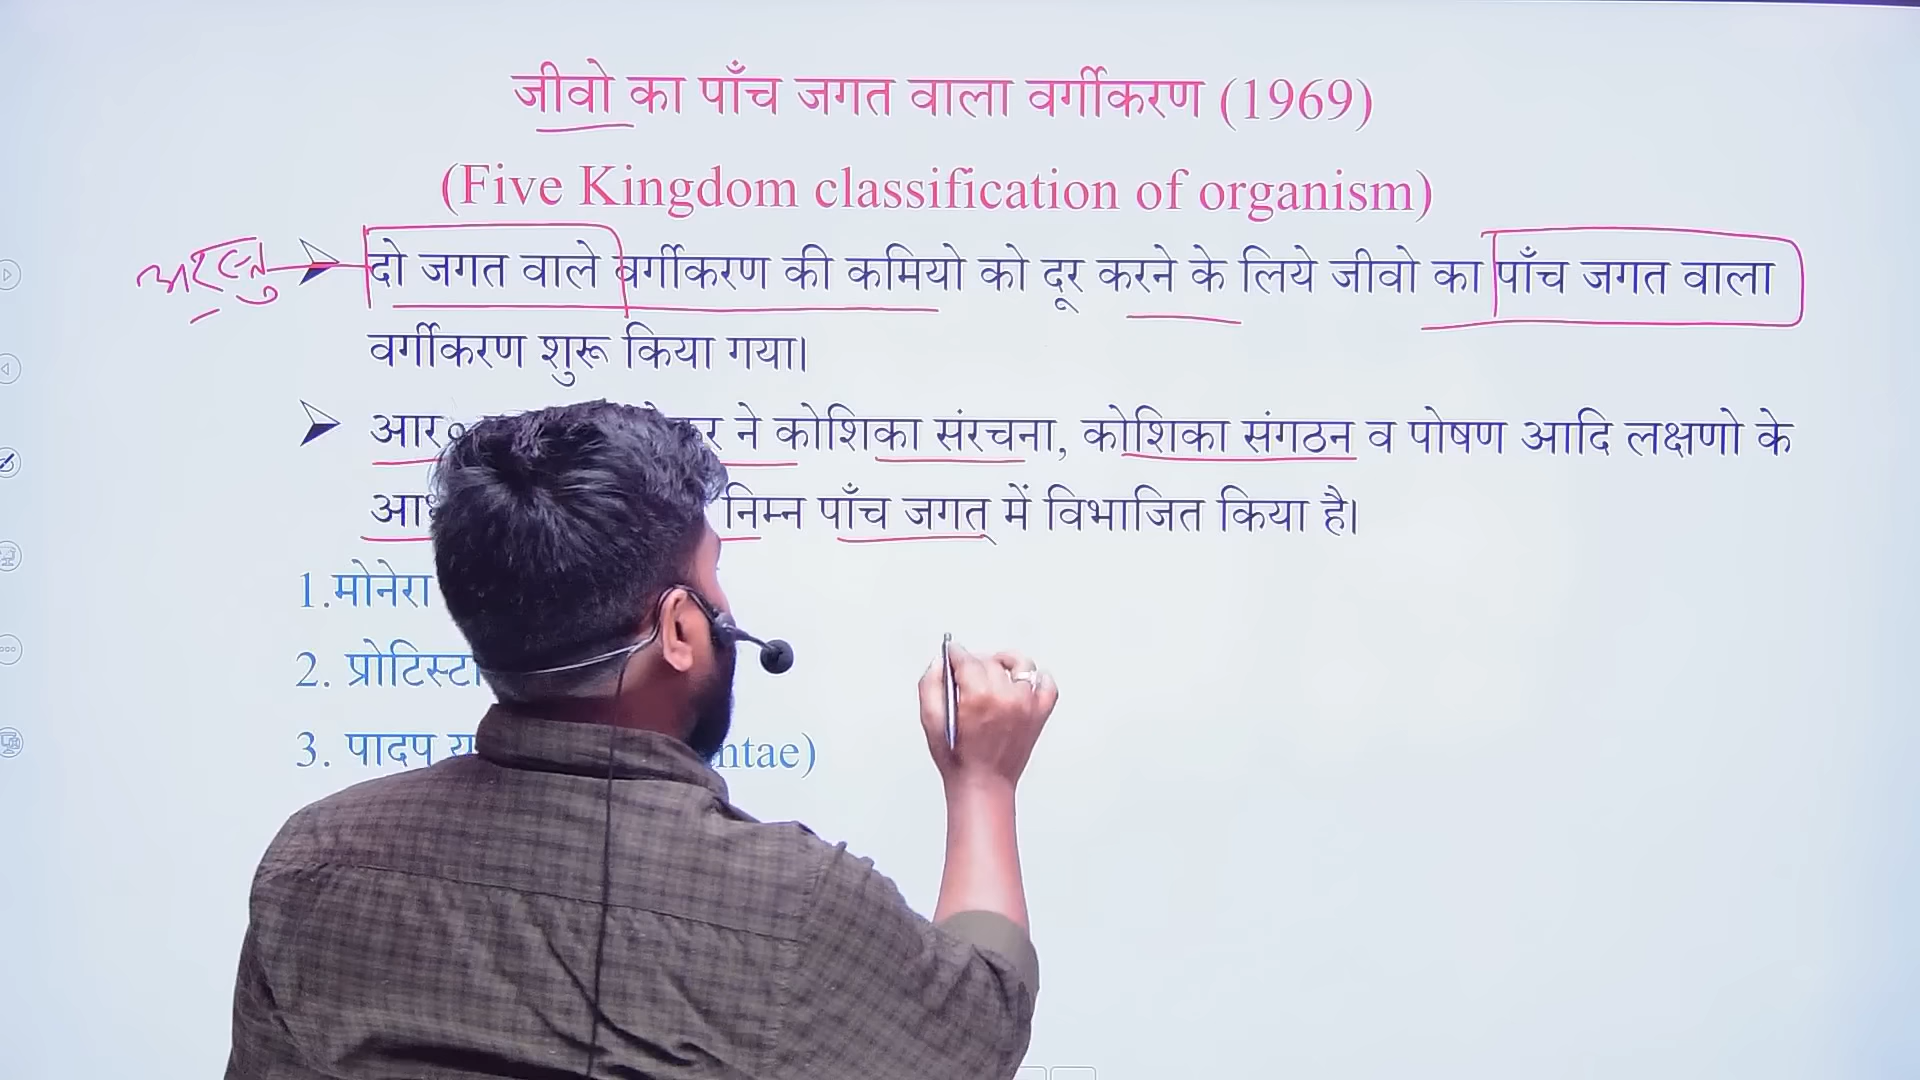 जीवो का पाँच जगत वाला वर्गीकरण (1969)
(Five Kingdom classification of organism)
अरस्तु
दो जगत वाले वर्गीकरण की कमियो को दूर करने के लिये जीवो का पाँच जगत वाला
वर्गीकरण शुरू किया गया।
आर० ने कोशिका संरचना, कोशिका संगठन व पोषण आदि लक्षणो के
निम्न पाँच जगत् में विभाजित किया है।
1.मोनेरा
2. प्रोटिस्टा
3. पादप ntae)